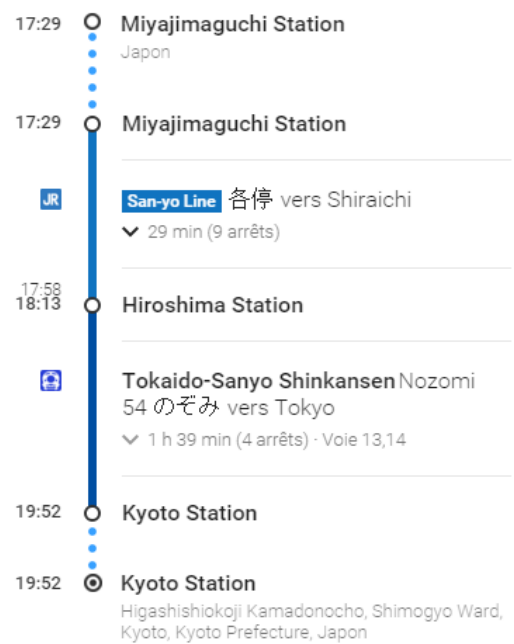 17:29 Miyajimaguchi Station
Japon
17:29 Miyajimaguchi Station
JR San-yo Line 各停 vers Shiraichi
29 min (9 arrêts)
17:58
18:13 Hiroshima Station
Tokaido-Sanyo Shinkansen Nozomi
54 のぞみ vers Tokyo
1 h 39 min (4 arrêts) · Voie 13,14
19:52 Kyoto Station
19:52 Kyoto Station
Higashishiokoji Kamadonocho, Shimogyo Ward,
Kyoto, Kyoto Prefecture, Japon